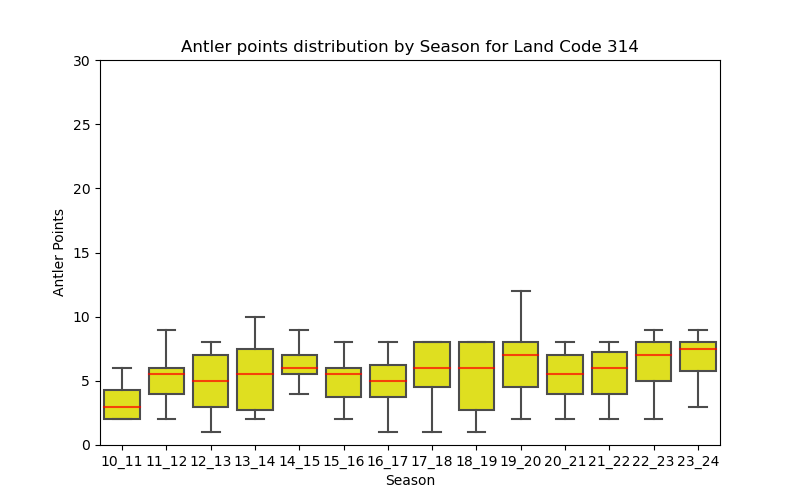 Antler points distribution by Season for Land Code 314
30
25
20
15
10
5
0
Antler Points
10_11 11_12 12_13 13_14 14_15 15_16 16_17 17_18 18_19 19_20 20_21 21_22 22_23 23_24
Season